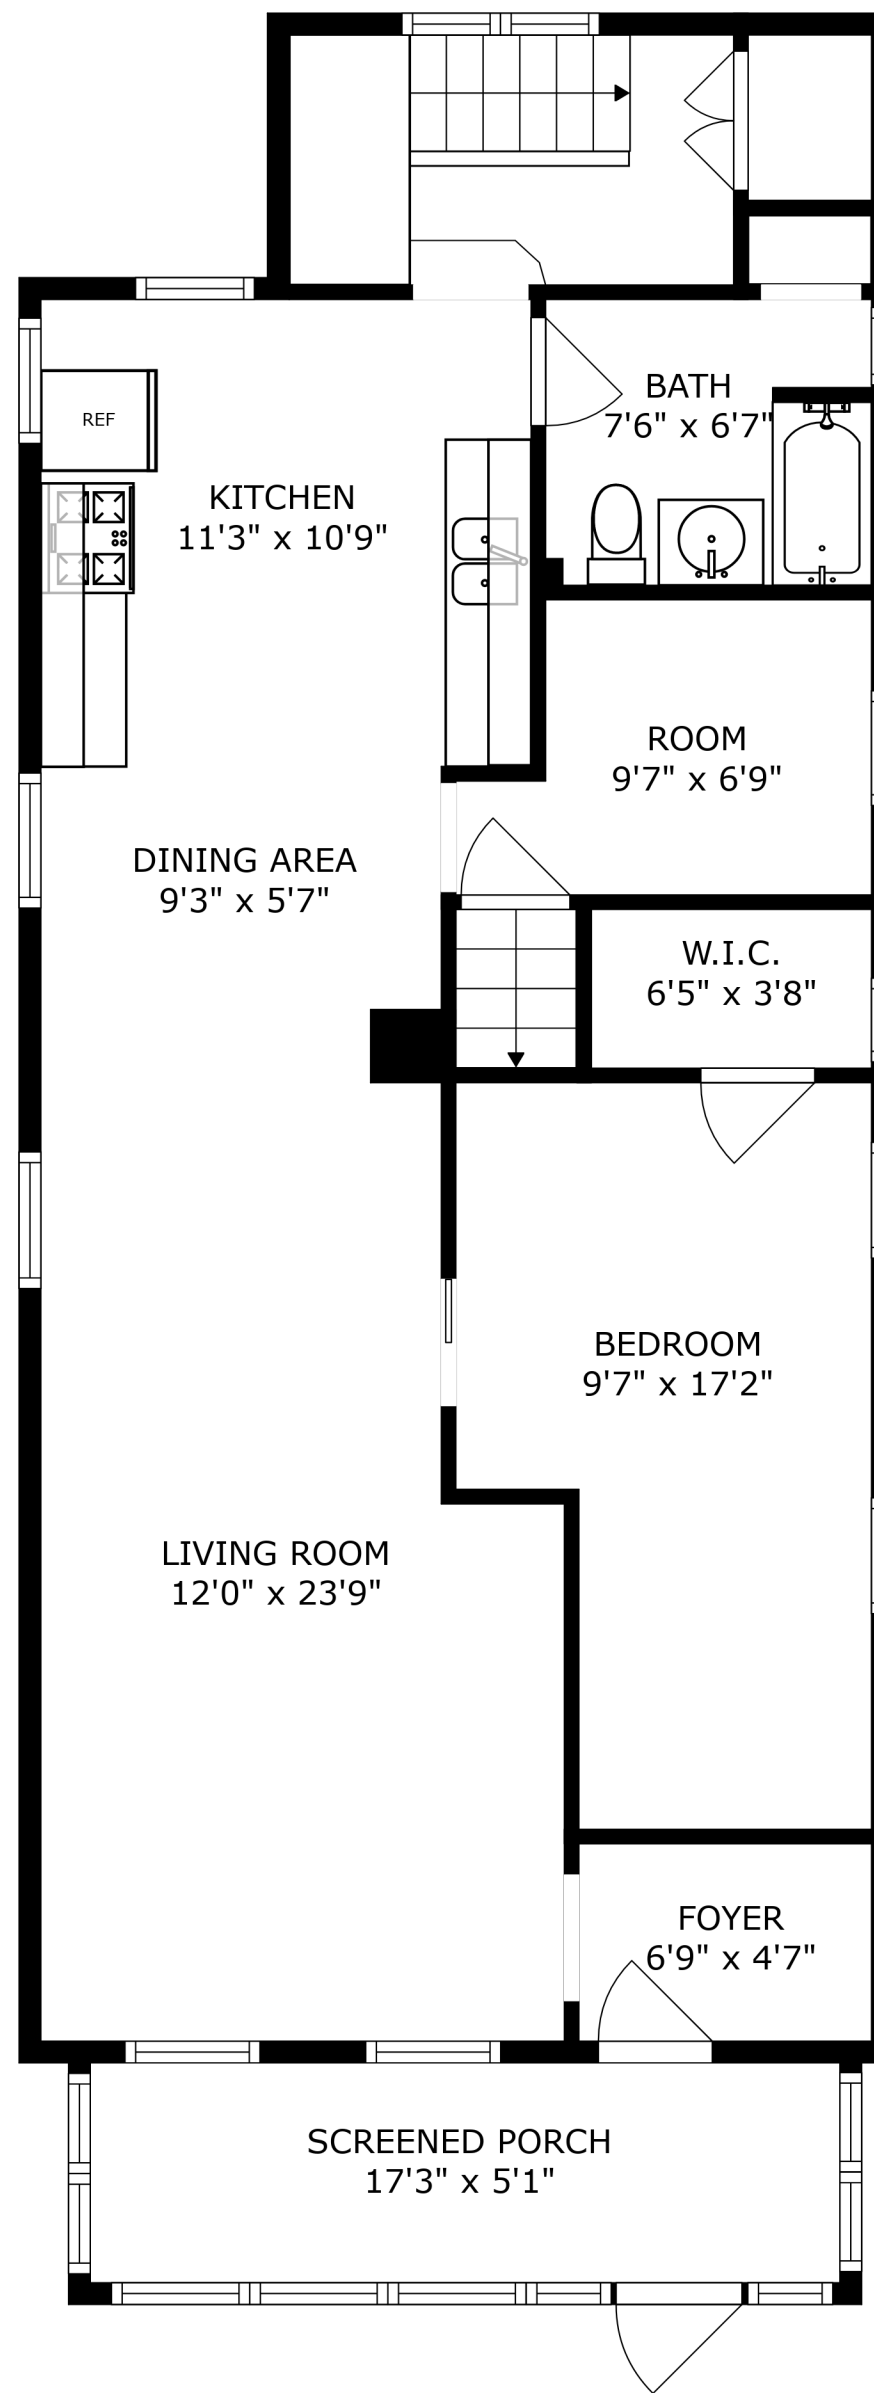 BATH
7'6" x 6'7"
REF
KITCHEN
11'3" x 10'9"
ROOM
9'7" x 6'9"
DINING AREA
9'3" x 5'7"
W.I.C.
6'5" x 3'8"
BEDROOM
9'7" x 17'2"
LIVING ROOM
12'0" x 23'9"
FOYER
6'9" x 4'7"
SCREENED PORCH
17'3" x 5'1"